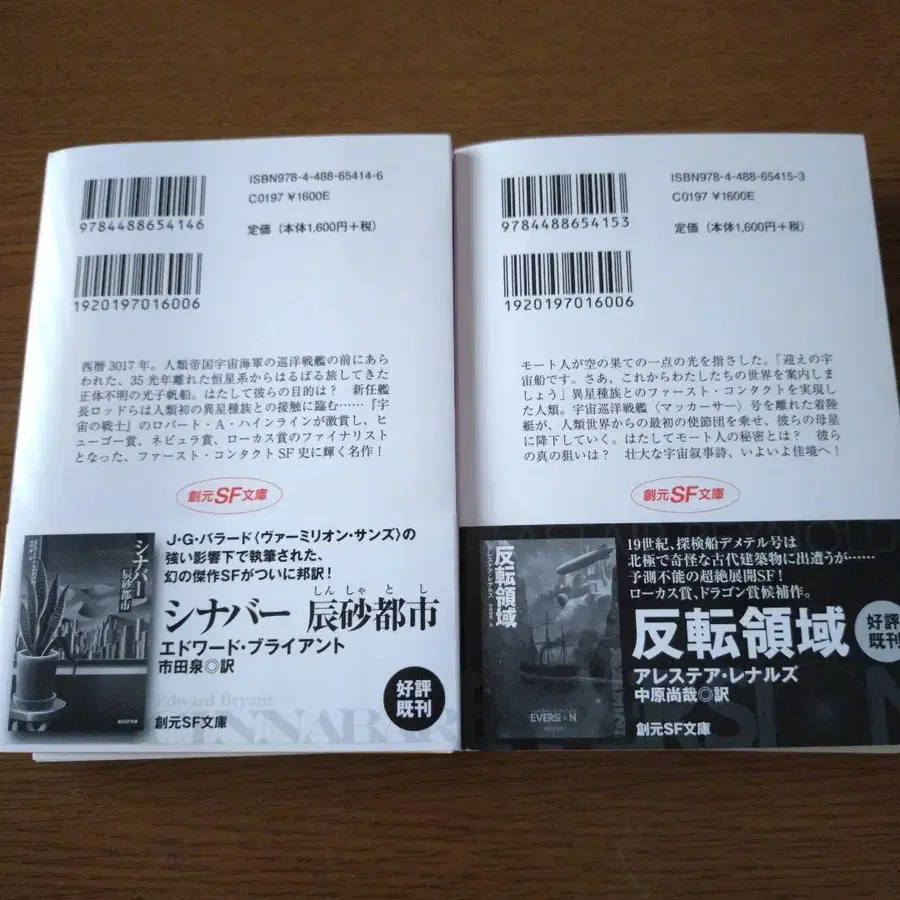 ISBN978-4-488-65414-6
C0197 ¥1600E
9784488654146
定価(本体1,600円+税)
1920197016006
西暦3017年。人類帝国宇宙海軍の巡洋戦艦の前にあら
われた、35光年離れた恒星系からはるばる旅してきた
正体不明の光子帆船。はたして彼らの目的は? 新任艦
長ロッドらは人類初の異星種族との接触に臨む……『宇
宙の戦士』のロバート・A・ハインラインが激賞し、ヒ
ューゴー賞、ネビュラ賞、ローカス賞のファイナリスト
となった、ファースト・コンタクトSF史に輝く名作!
創元SF文庫
J・G・バラード〈ヴァーミリオン・サンズ〉の
強い影響下で執筆された、
幻の傑作SFがついに邦訳!
しんしゃとし
シナバー 辰砂都市
エドワード・ブライアント
市田泉◎訳
好評
既刊
Edward Bryant
創元SF文庫
CINNABAR
シナバー
辰砂都市
ISBN978-4-488-65415-3
C0197 ¥1600E
9784488654153
定価(本体1,600円+税)
1920197016006
モート人が空の果ての一点の光を指さした。「迎えの宇
宙船です。さあ、これからわたしたちの世界を案内しま
しょう」異星種族とのファースト・コンタクトを実現し
た人類。宇宙巡洋戦艦〈マッカーサー〉号を離れた着陸
艇が、人類世界からの最初の使節団を乗せ、彼らの母星
に降下していく。はたしてモート人の秘密とは? 彼ら
の真の狙いは? 壮大な宇宙叙事詩、いよいよ佳境へ!
創元SF文庫
19世紀、探検船デメテル号は
北極で奇怪な古代建築物に出遭うが……
予測不能の超絶展開SF!
ローカス賞、ドラゴン賞候補作。
反転領域
好評
既刊
アレステア・レナルズ
中原尚哉◎訳
創元SF文庫
反転領域
アレステア・レナルズ
EVERSION